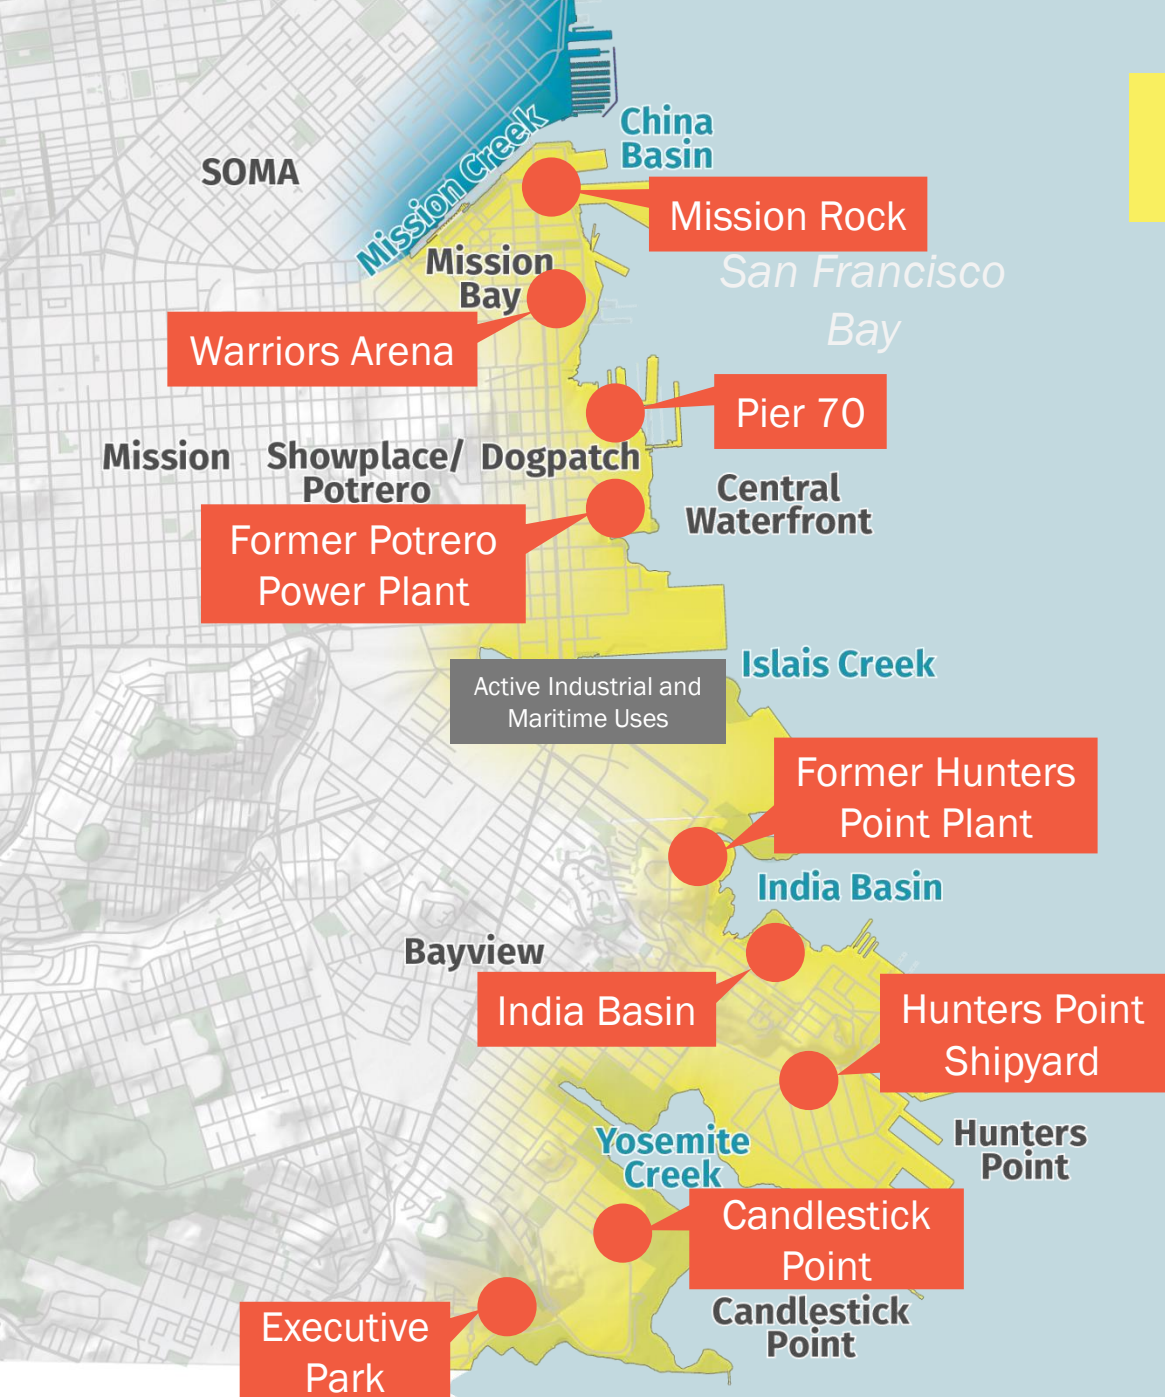 China
Basin
Mission Creek
SOMA
Mission Rock
Mission
Bay
San Francisco
Bay
Warriors Arena
Pier 70
Mission
Showplace/
Potrero
Dogpatch
Central
Waterfront
Former Potrero
Power Plant
Islais Creek
Active Industrial and
Maritime Uses
Former Hunters
Point Plant
India Basin
Bayview
India Basin
Hunters Point
Shipyard
Yosemite
Creek
Hunters
Point
Candlestick
Point
Candlestick
Point
Executive
Park